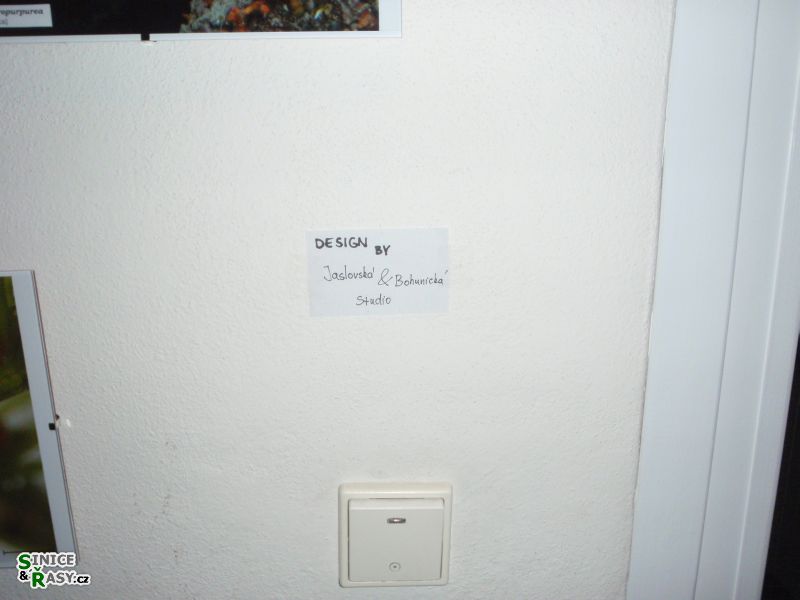 DESIGN BY
Jaslovská & Bohunická
Studio
SINICE
& ŘASY.cz